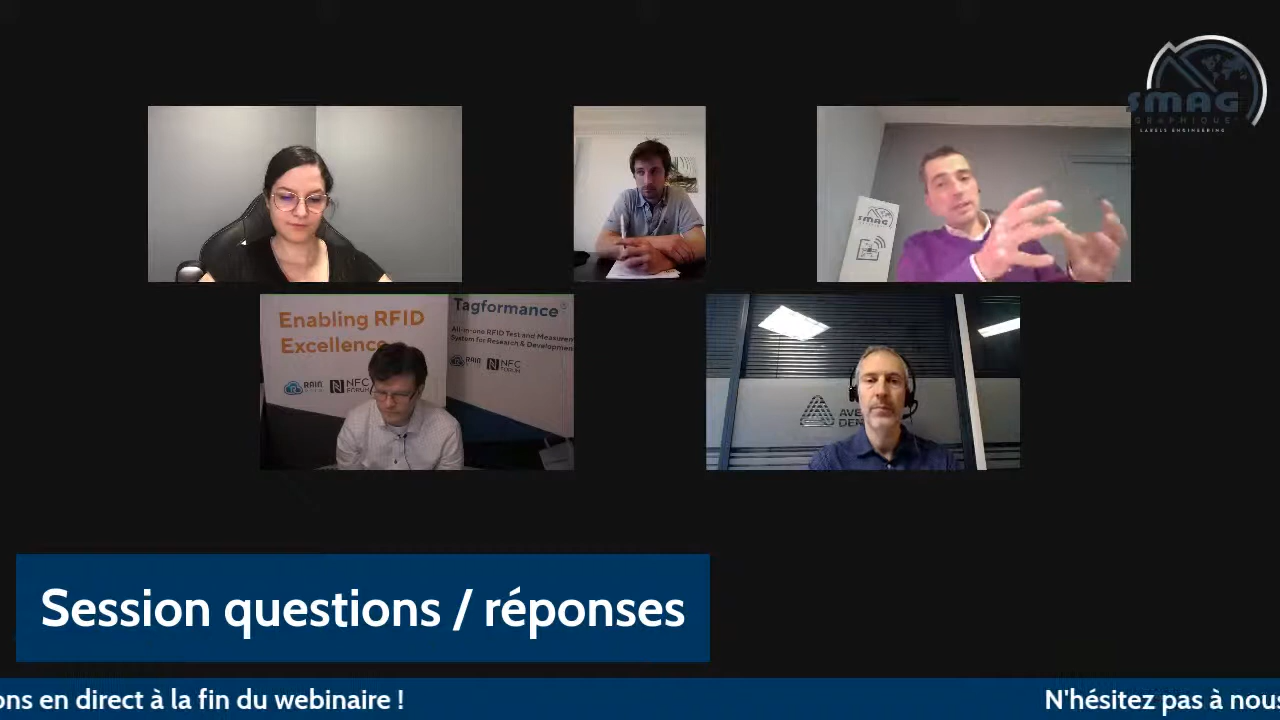 SMAG
GRAPHIQUE
LABELS ENGINEERING
SMAG
Enabling RFID
Excellence
RAIN
NFC
FORUM
Tagformance
All-in-one RFID Test and Measurement
System for Research & Development
RAIN
NFC
FORUM
AVE
DEN
Session questions / réponses
ons en direct à la fin du webinaire !
N'hésitez pas à nous